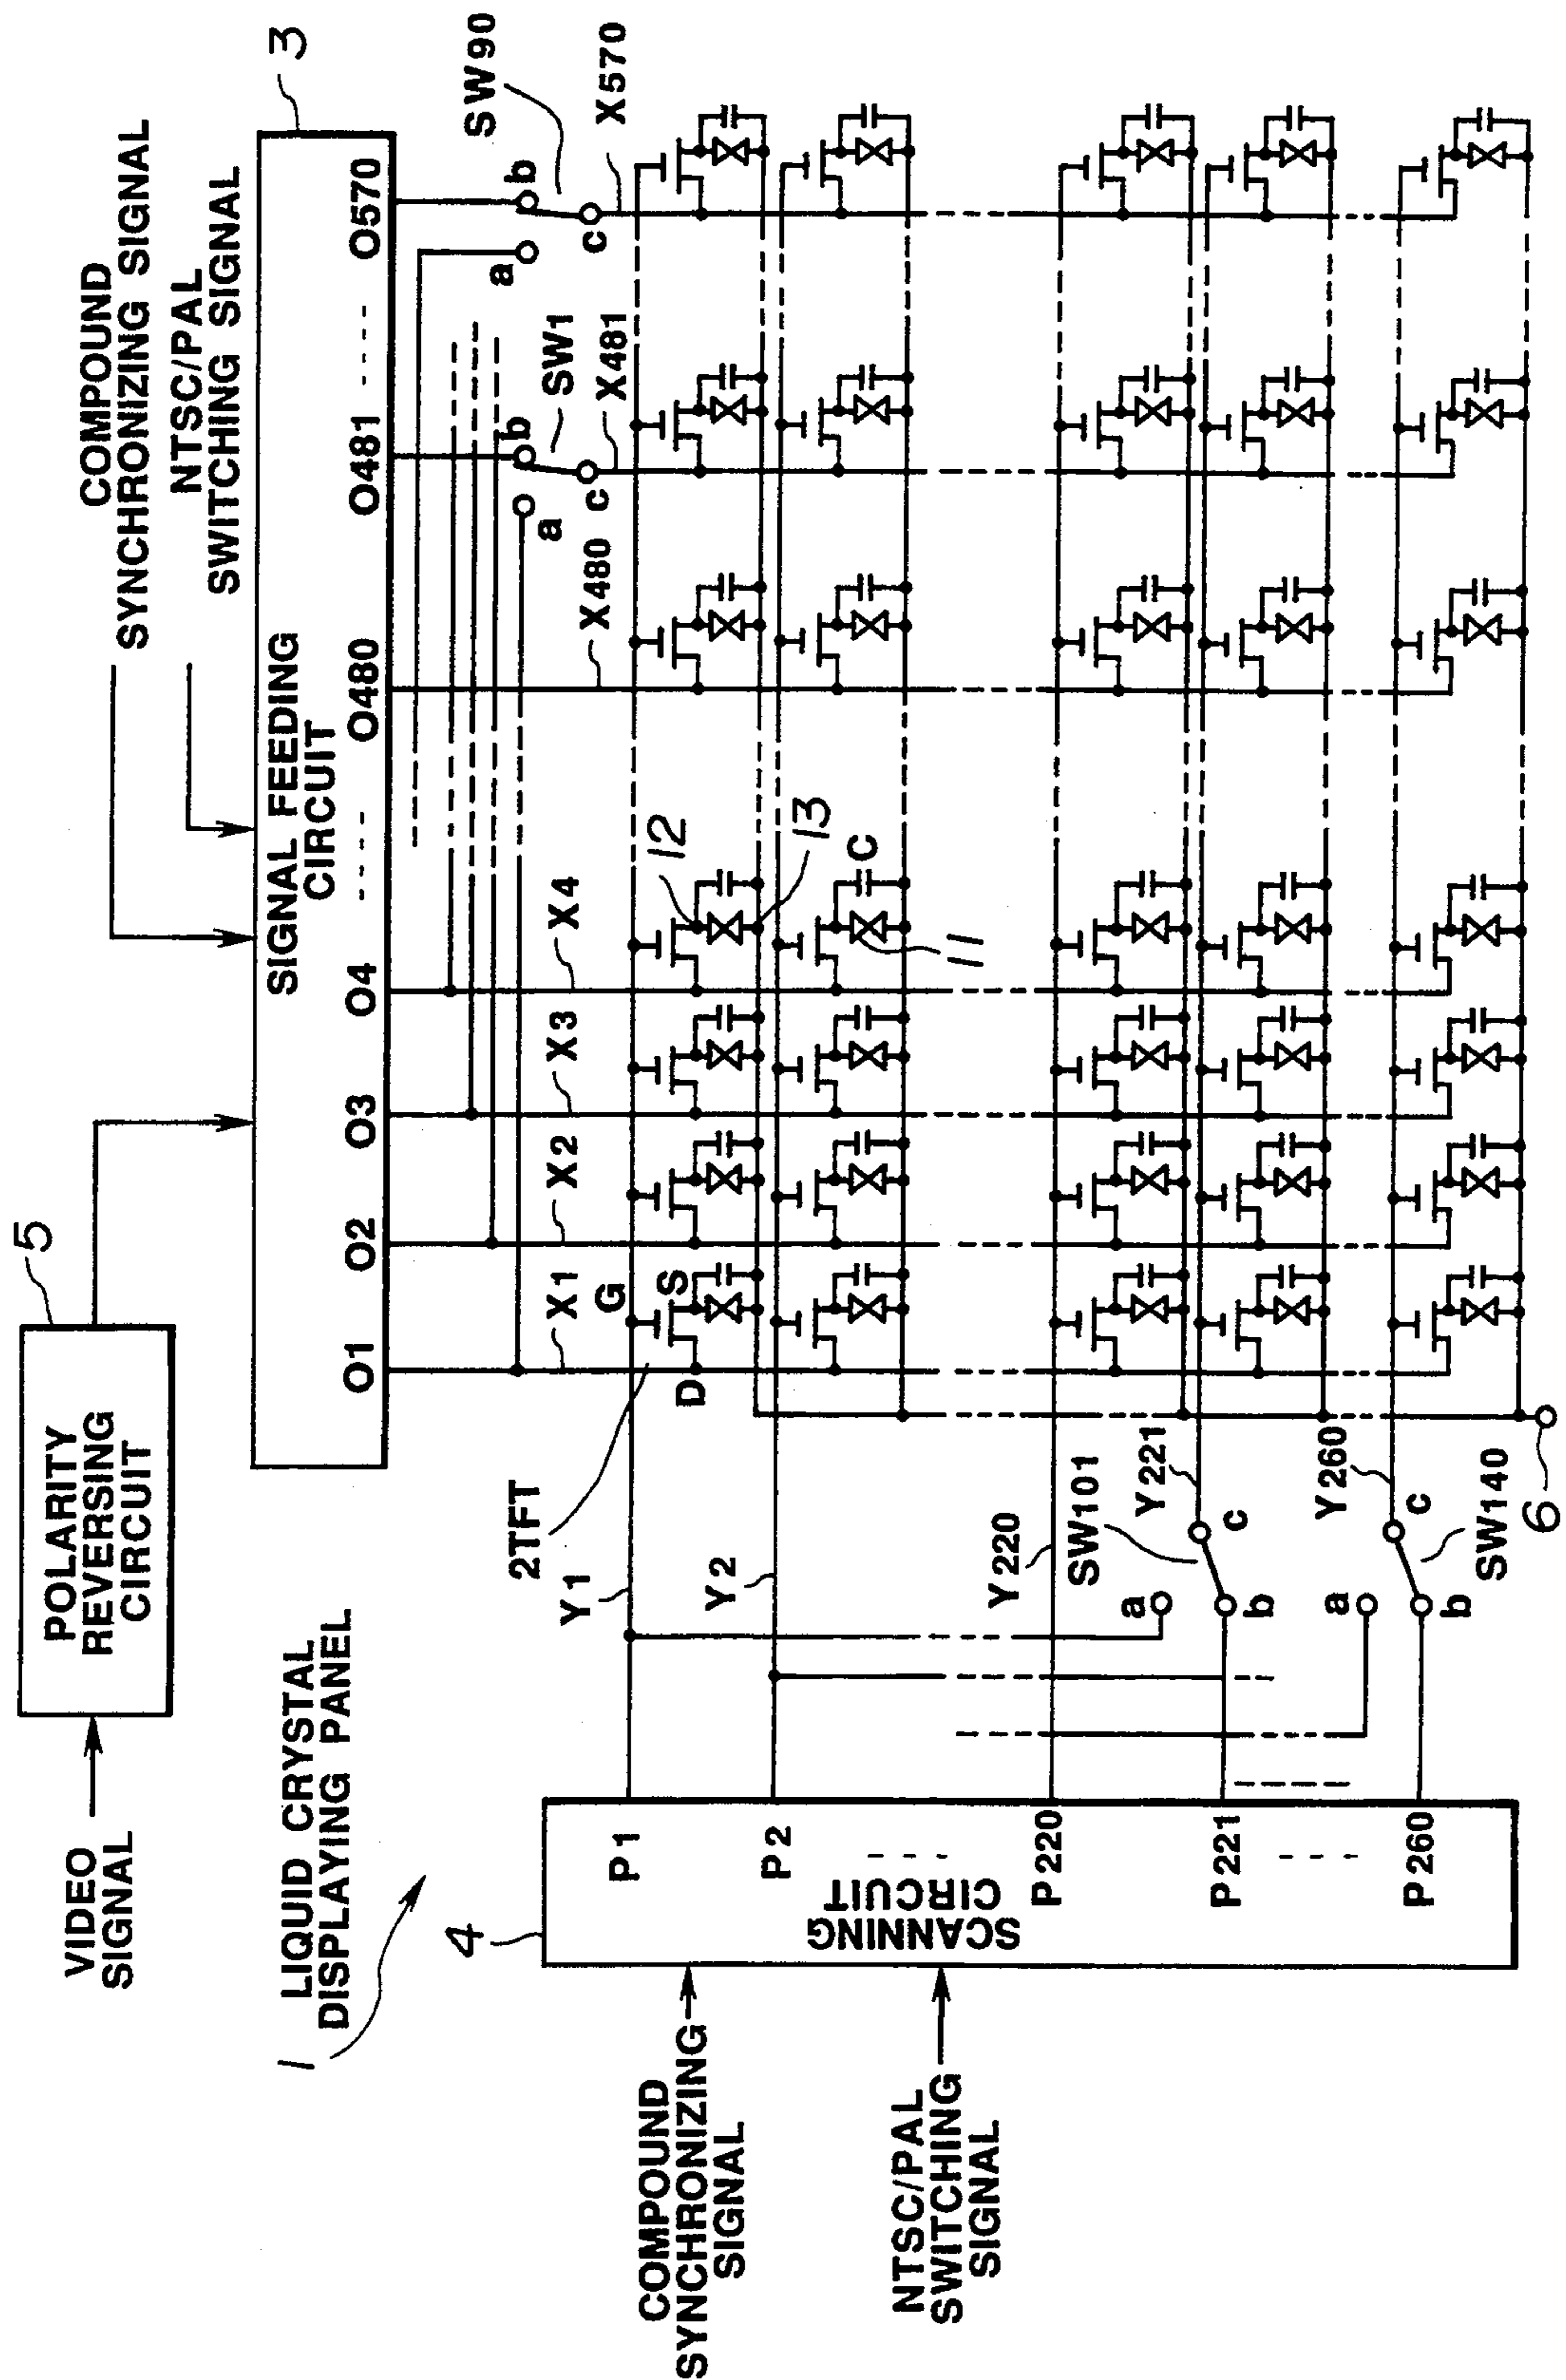 VIDEO
SIGNAL
POLARITY
REVERSING
CIRCUIT
5
COMPOUND
SYNCHRONIZING SIGNAL
NTSC/PAL
SWITCHING SIGNAL
3
LIQUID CRYSTAL
DISPLAYING PANEL
1
SIGNAL FEEDING
CIRCUIT
O1
O2
O3
O4
O480
O481
O570
b
SW90
a
c
X570
b
SW1
a
c
X481
X480
X1
X2
X3
X4
2TFT
G
S
D
12
13
C
11
COMPOUND
SYNCHRONIZING
SIGNAL
NTSC/PAL
SWITCHING
SIGNAL
4
SCANNING
CIRCUIT
P1
P2
P220
P221
P260
Y1
Y2
Y220
SW101
Y221
a
b
c
Y260
a
b
c
SW140
6